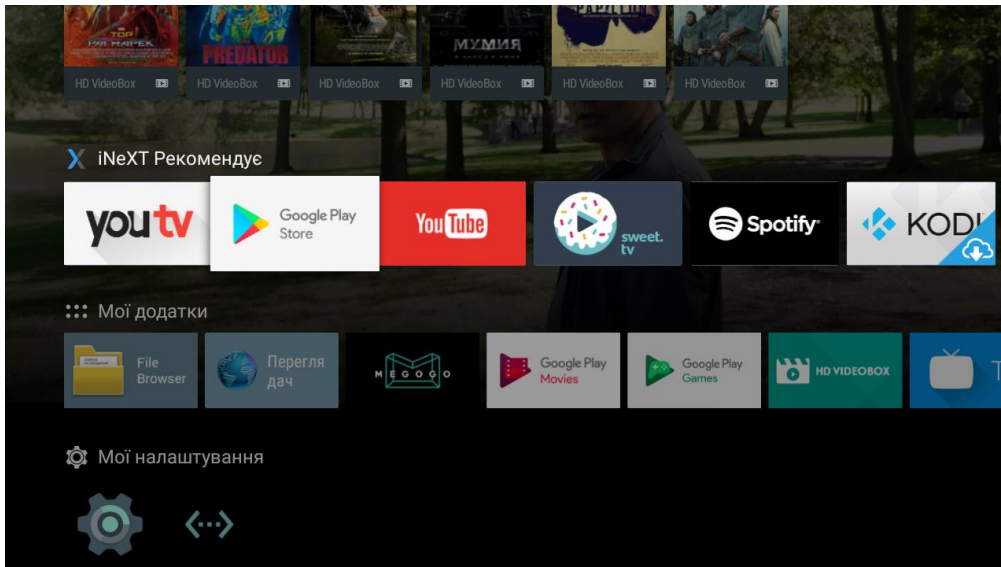 ТОР
РАГНАРЕК
PREDATOR
МУМИЯ
PAPILLON
HD VideoBox
HD VideoBox
HD VideoBox
HD VideoBox
HD VideoBox
HD VideoBox
iNeXT Рекомендує
youtv
Google Play
Store
YouTube
sweet.
tv
Spotify
KODI
Мої додатки
File
Browser
Перегля
дач
MEGOGO
Google Play
Movies
Google Play
Games
HD VIDEOBOX
Мої налаштування